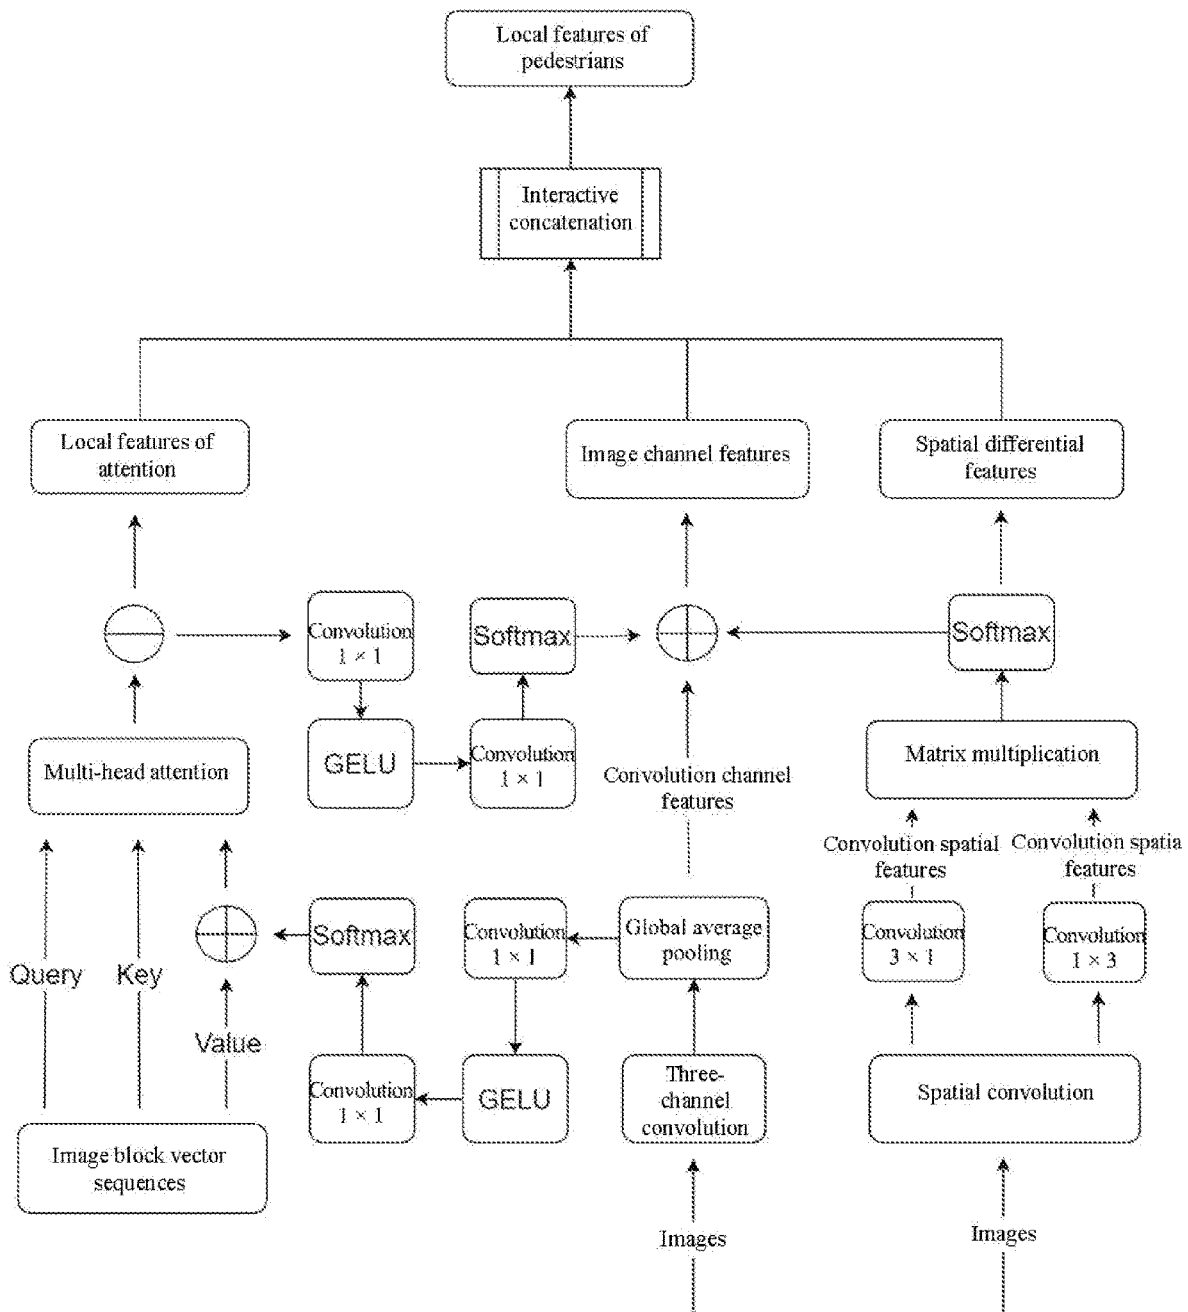 Local features of
pedestrians
Interactive
concatenation
Local features of
attention
Image channel features
Spatial differential
features
Convolution
1 × 1
Softmax
Softmax
Multi-head attention
GELU
Convolution
1 × 1
Convolution channel
features
Matrix multiplication
Convolution spatial
features
Convolution spatia
features
Query
Key
Value
Softmax
Convolution
1 × 1
Global average
pooling
Convolution
3 × 1
Convolution
1 × 3
Convolution
1 × 1
GELU
Three-
channel
convolution
Spatial convolution
Image block vector
sequences
Images
Images